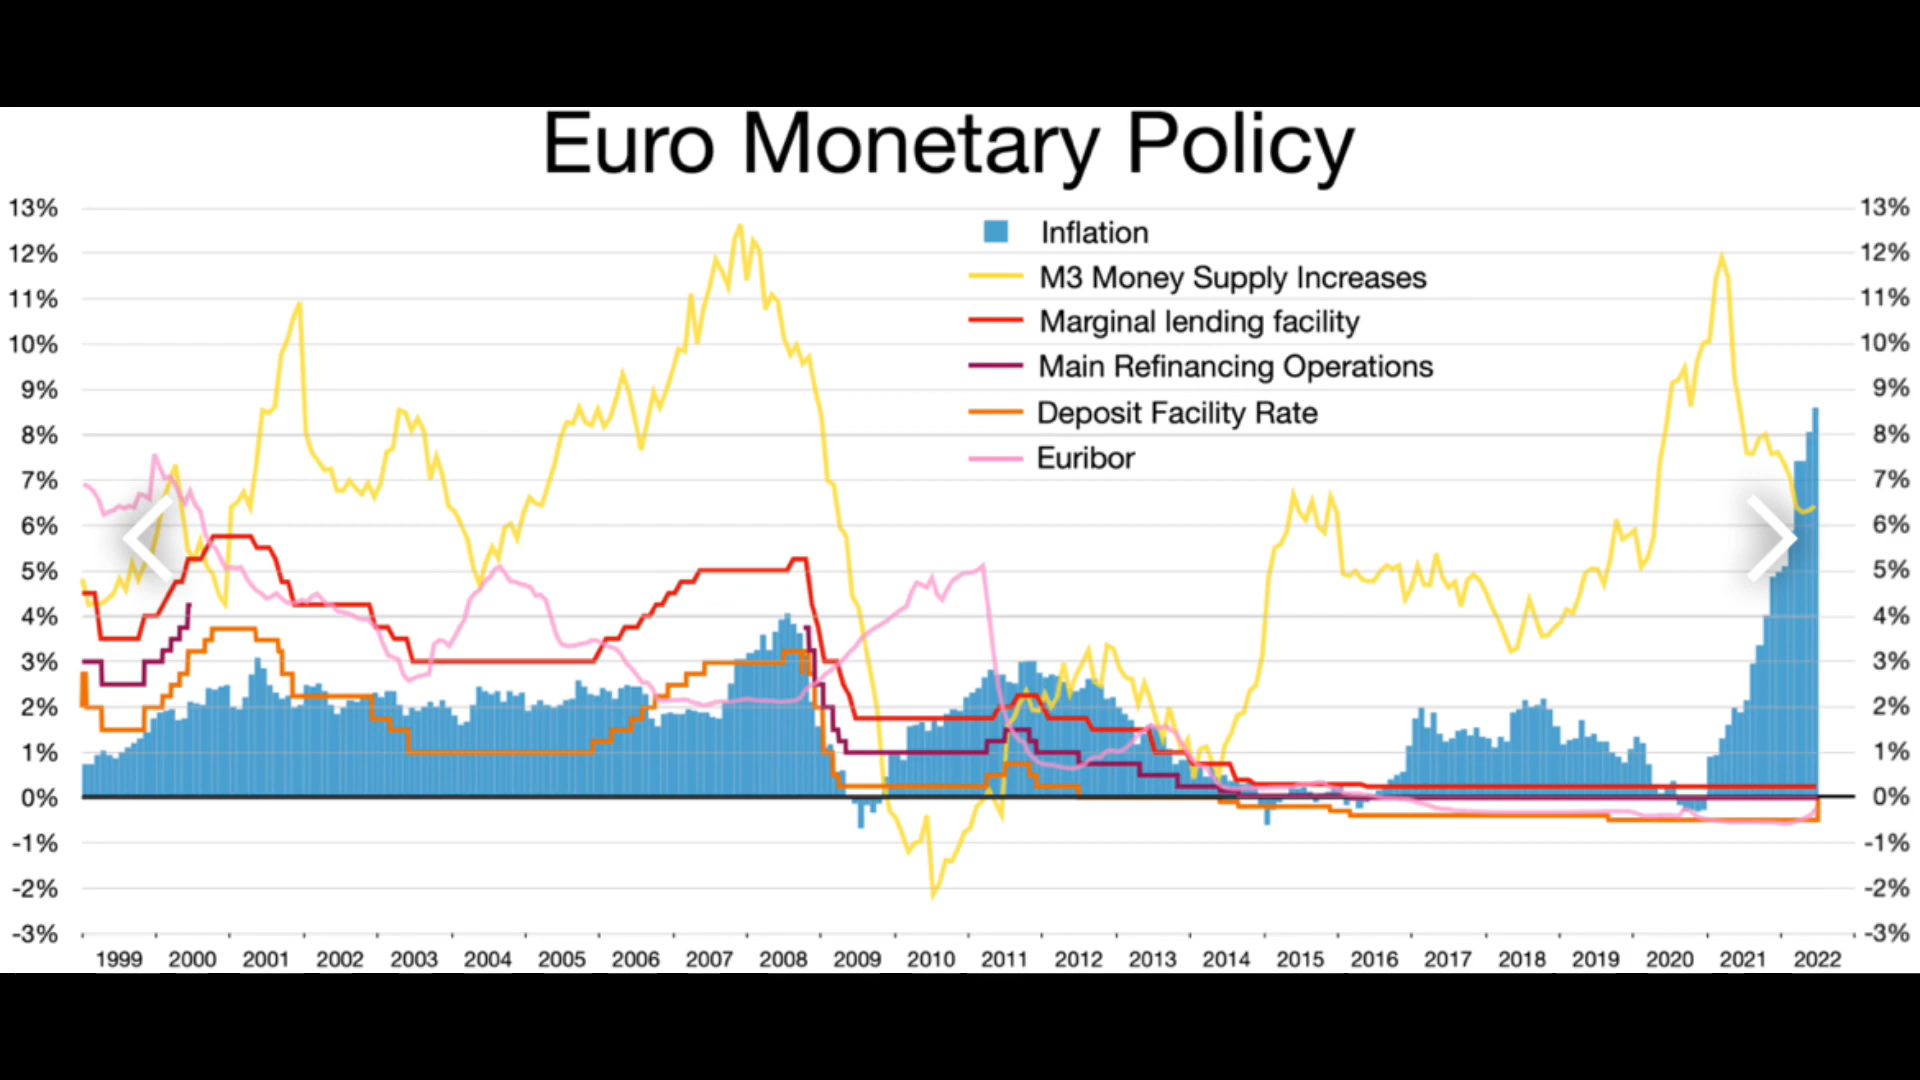 Euro Monetary Policy
13% 13%
Inflation
12% 12%
M3 Money Supply Increases
11% 11%
Marginal lending facility
10% 10%
Main Refinancing Operations
9% 9%
Deposit Facility Rate
8% 8%
Euribor
7% 7%
6% 6%
5% 5%
4% 4%
3% 3%
2% 2%
1% 1%
0% 0%
-1% -1%
-2% -2%
-3% -3%
1999 2000 2001 2002 2003 2004 2005 2006 2007 2008 2009 2010 2011 2012 2013 2014 2015 2016 2017 2018 2019 2020 2021 2022